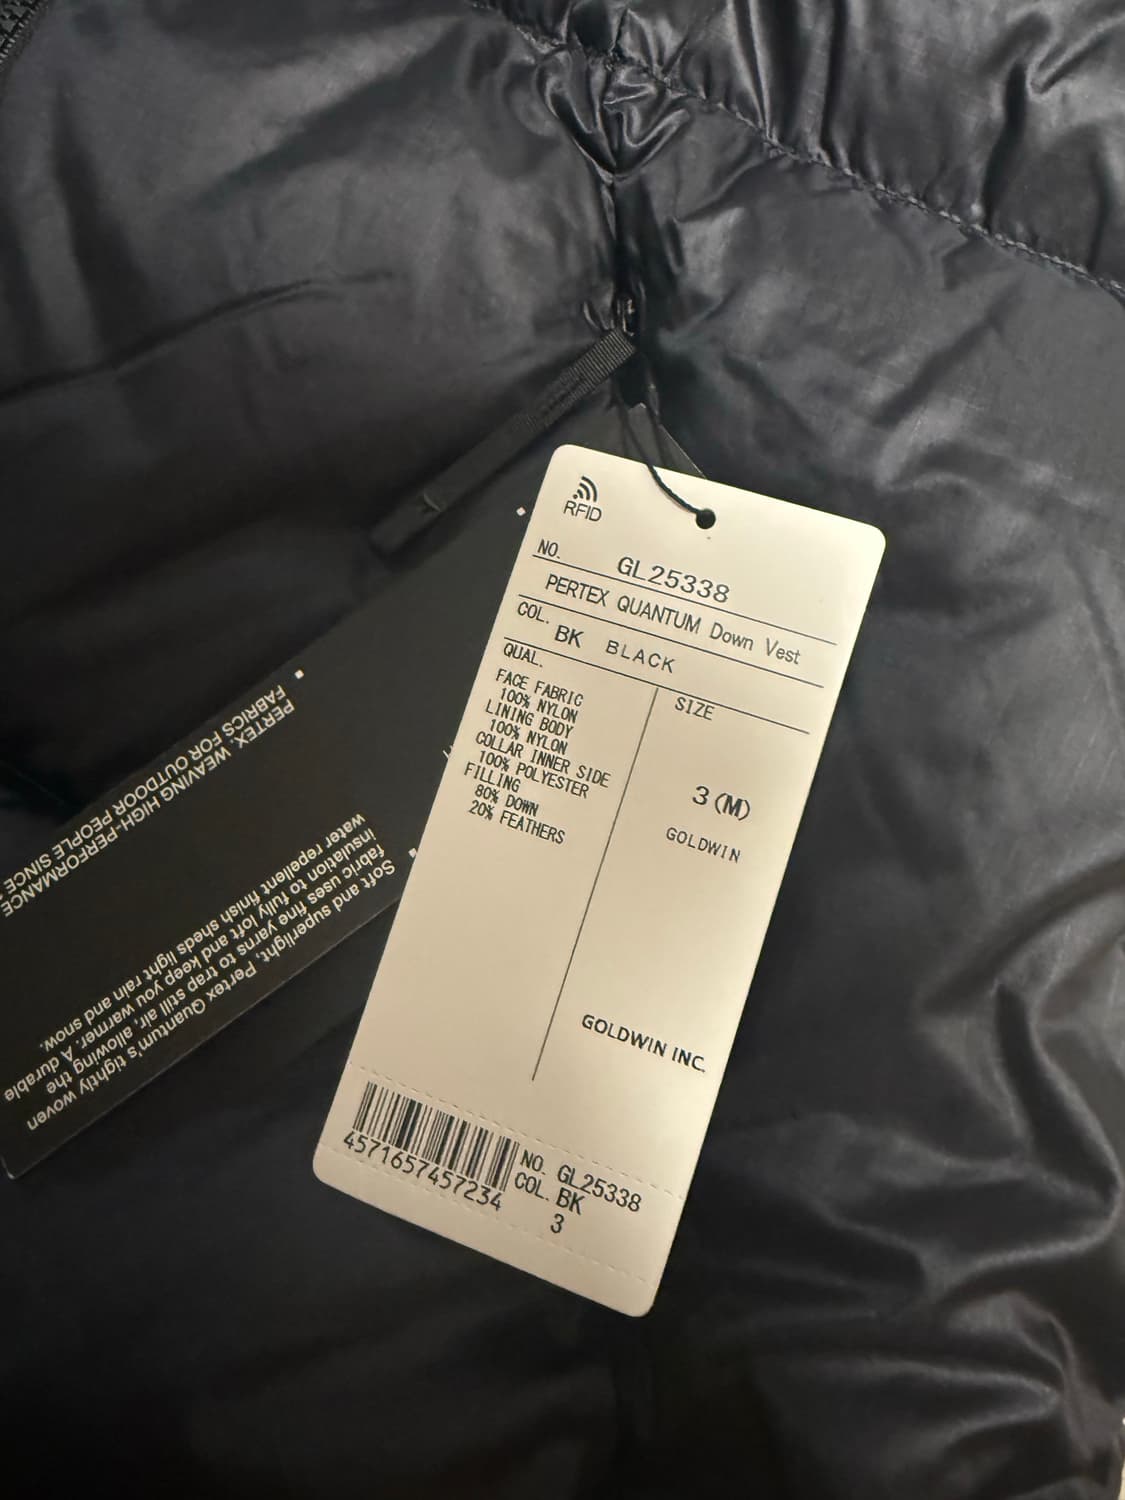 RFID
NO. GL25338
PERTEX QUANTUM Down Vest
COL. BK BLACK
QUAL.
FACE FABRIC
100% NYLON
LINING BODY
100% NYLON
COLLAR INNER SIDE
100% POLYESTER
FILLING
80% DOWN
20% FEATHERS
SIZE
3(M)
GOLDWIN
GOLDWIN INC.
4571657457234
NO. GL25338
COL. BK
3
PERTEX. WEAVING HIGH-PERFORMANCE
FABRICS FOR OUTDOOR PEOPLE SINCE
Soft and superlight, Pertex Quantum's tightly woven
fabric uses fine yarns to trap still air, allowing the
insulation to fully loft and keep you warmer. A durable
water repellent finish sheds light rain and snow.